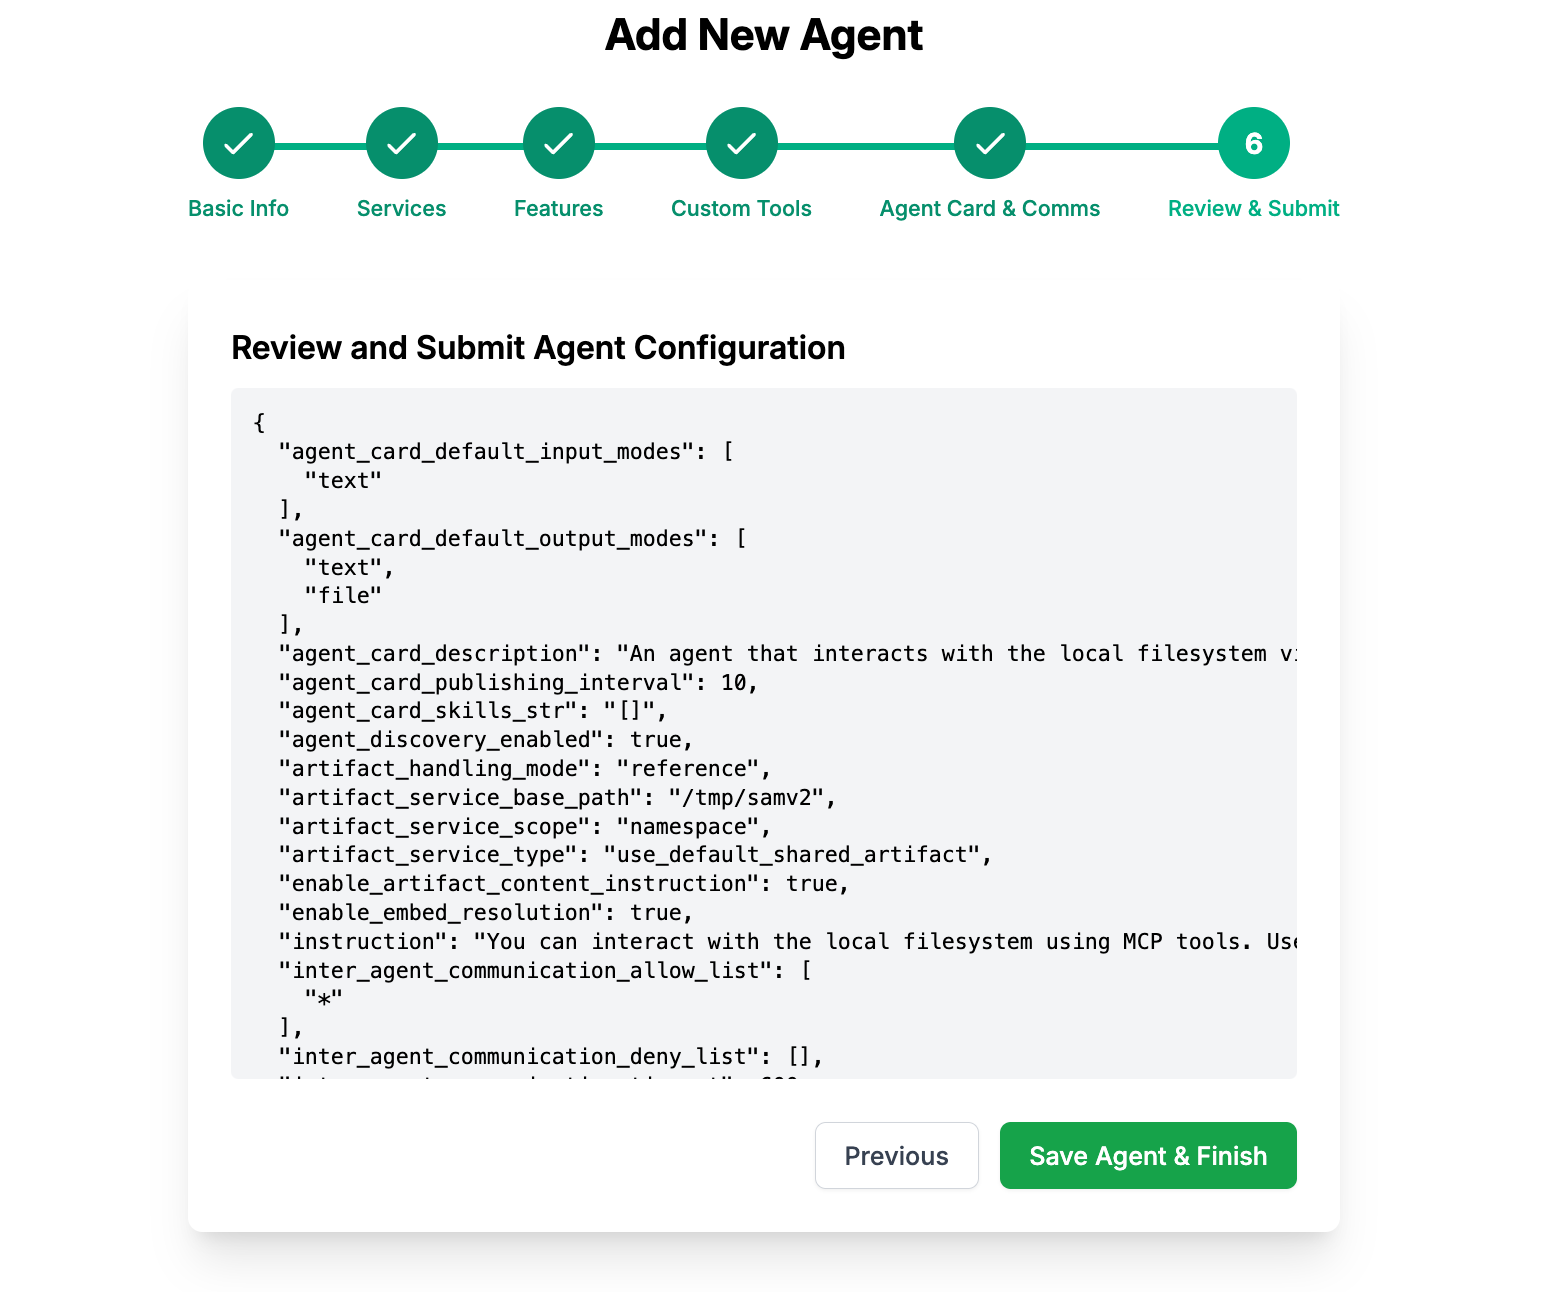 Add New Agent
6
Basic Info
Services
Features
Custom Tools
Agent Card & Comms
Review & Submit
Review and Submit Agent Configuration
{
  "agent_card_default_input_modes": [
    "text"
  ],
  "agent_card_default_output_modes": [
    "text",
    "file"
  ],
  "agent_card_description": "An agent that interacts with the local filesystem
  "agent_card_publishing_interval": 10,
  "agent_card_skills_str": "[]",
  "agent_discovery_enabled": true,
  "artifact_handling_mode": "reference",
  "artifact_service_base_path": "/tmp/samv2",
  "artifact_service_scope": "namespace",
  "artifact_service_type": "use_default_shared_artifact",
  "enable_artifact_content_instruction": true,
  "enable_embed_resolution": true,
  "instruction": "You can interact with the local filesystem using MCP tools. Use
  "inter_agent_communication_allow_list": [
    "*"
  ],
  "inter_agent_communication_deny_list": [],
Previous
Save Agent & Finish